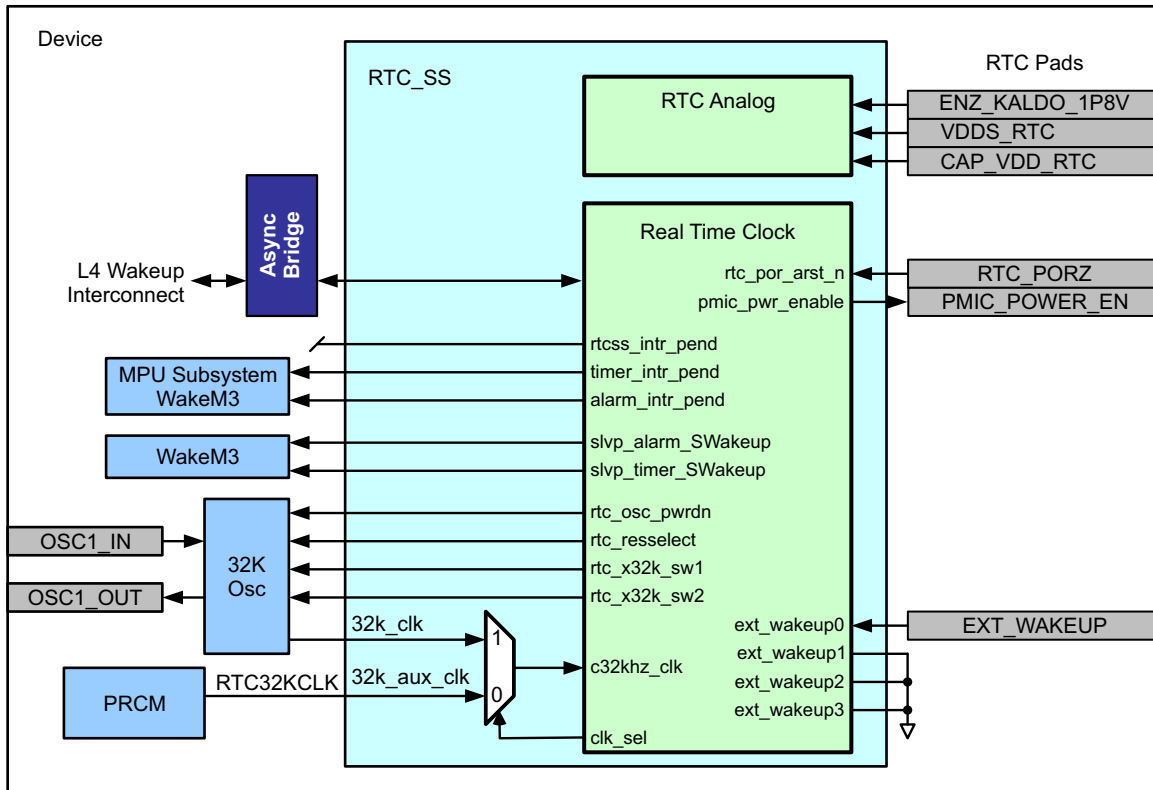 Device
RTC_SS
RTC Pads
RTC Analog
ENZ_KALDO_1P8V
VDDS_RTC
CAP_VDD_RTC
Async
Bridge
L4 Wakeup
Interconnect
Real Time Clock
rtc_por_arst_n
RTC_PORZ
pmic_pwr_enable
PMIC_POWER_EN
rtcss_intr_pend
MPU Subsystem
WakeM3
timer_intr_pend
alarm_intr_pend
WakeM3
slvp_alarm_SWakeup
slvp_timer_SWakeup
OSC1_IN
OSC1_OUT
32K
Osc
rtc_osc_pwrdn
rtc_resselect
rtc_x32k_sw1
rtc_x32k_sw2
32k_clk
1
ext_wakeup0
EXT_WAKEUP
ext_wakeup1
PRCM
RTC32KCLK
32k_aux_clk
0
c32khz_clk
ext_wakeup2
ext_wakeup3
clk_sel